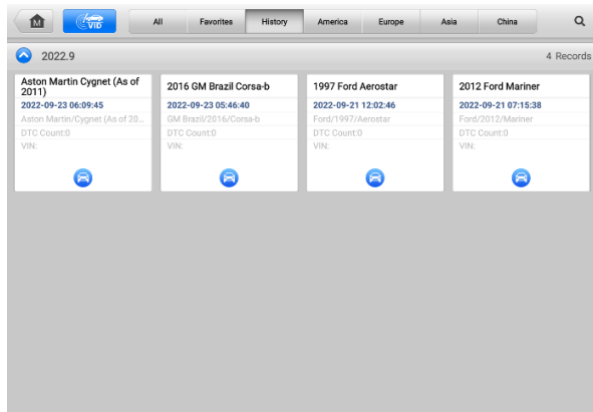 M
VID
All
Favorites
History
America
Europe
Asia
China
2022.9
4 Records
Aston Martin Cygnet (As of
2011)
2022-09-23 06:09:45
Aston Martin/Cygnet (As of 20...
DTC Count:0
VIN:
2016 GM Brazil Corsa-b
2022-09-23 05:46:40
GM Brazil/2016/Corsa-b
DTC Count:0
VIN:
1997 Ford Aerostar
2022-09-21 12:02:46
Ford/1997/Aerostar
DTC Count:0
VIN:
2012 Ford Mariner
2022-09-21 07:15:38
Ford/2012/Mariner
DTC Count:0
VIN: